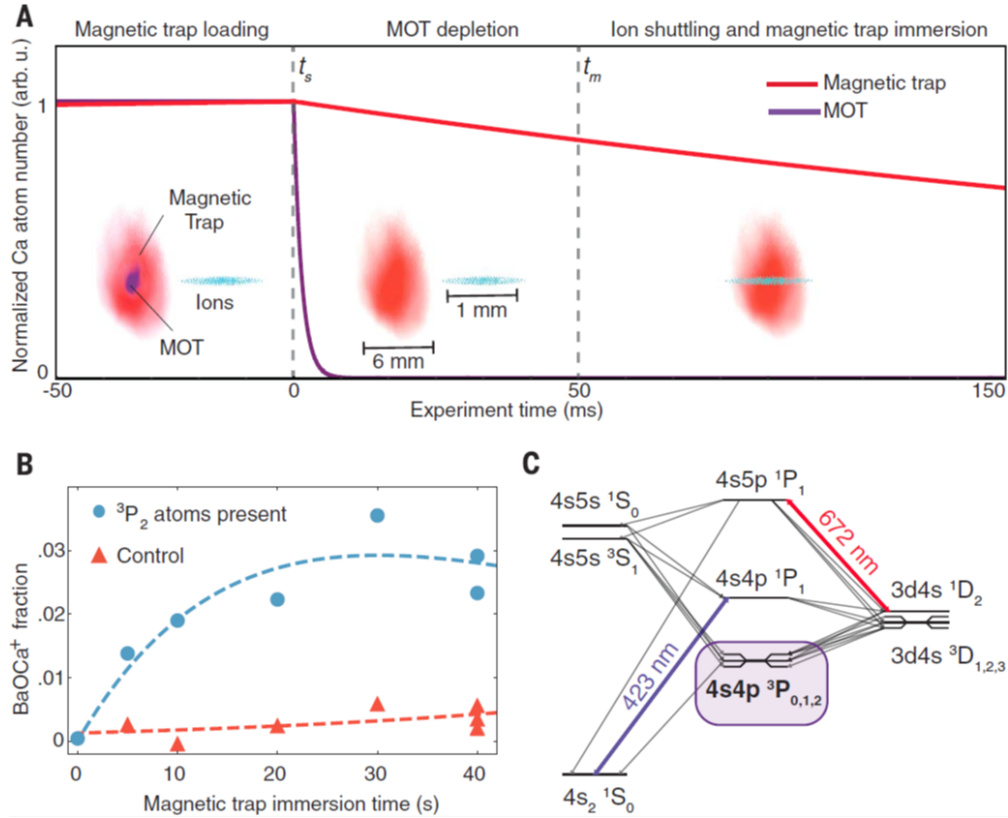 A
Magnetic trap loading
MOT depletion
Ion shuttling and magnetic trap immersion
Normalized Ca atom number (arb. u.)
1
0
tₛ
tₘ
Magnetic trap
MOT
Magnetic
Trap
Ions
MOT
1 mm
6 mm
-50
0
50
150
Experiment time (ms)
B
BaOCa⁺ fraction
³P₂ atoms present
Control
.03
.02
.01
0
0
10
20
30
40
Magnetic trap immersion time (s)
C
4s5p ¹P₁
4s5s ¹S₀
4s5s ³S₁
672 nm
4s4p ¹P₁
3d4s ¹D₂
3d4s ³D₁,₂,₃
423 nm
4s4p ³P₀,₁,₂
4s₂ ¹S₀